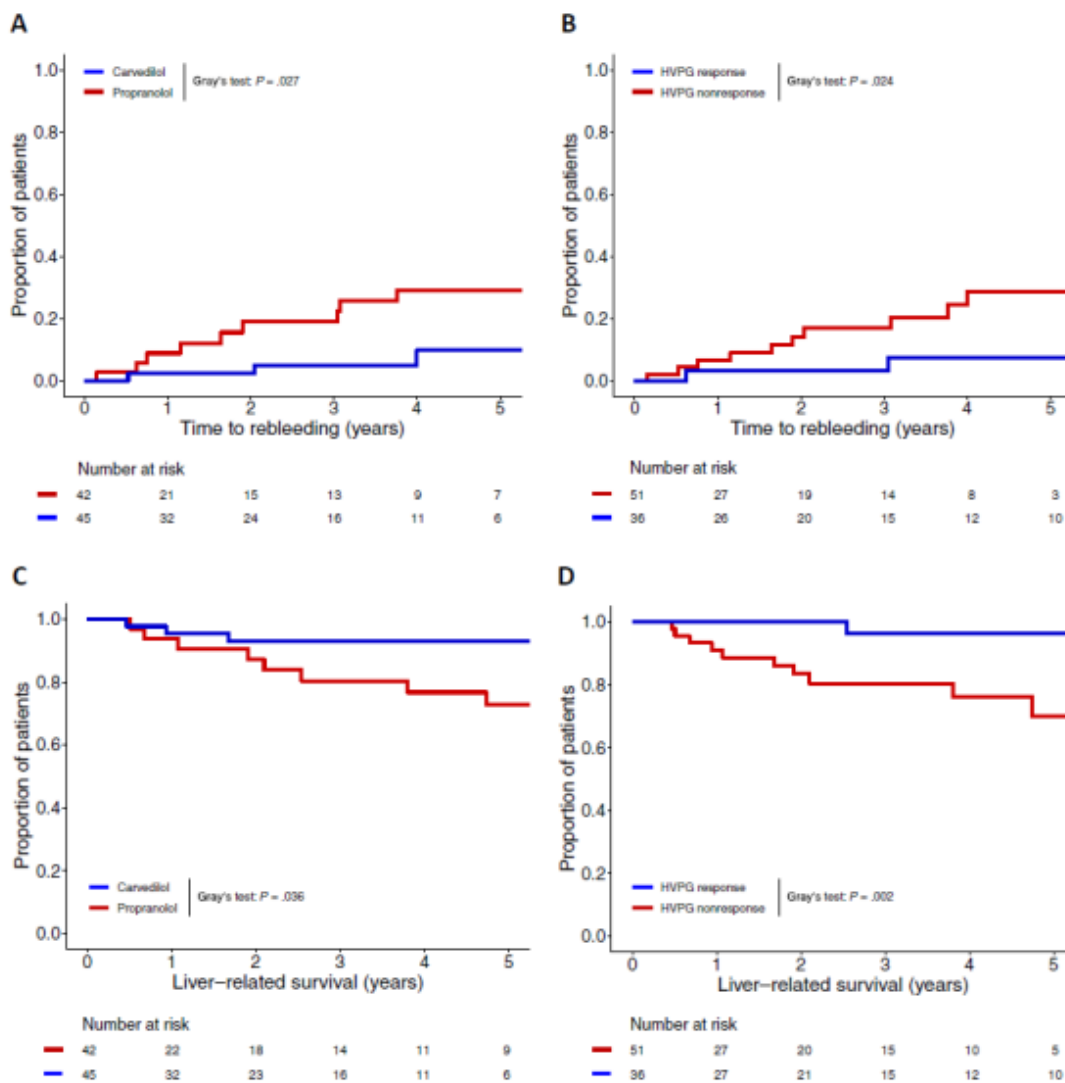 A
Carvedilol
Propranolol
Gray's test: P = .027
1.0
0.8
0.6
0.4
0.2
0.0
Proportion of patients
0 1 2 3 4 5
Time to rebleeding (years)
Number at risk
42 21 15 13 9 7
45 32 24 16 11 6
B
HVPG response
HVPG nonresponse
Gray's test: P = .024
1.0
0.8
0.6
0.4
0.2
0.0
Proportion of patients
0 1 2 3 4 5
Time to rebleeding (years)
Number at risk
51 27 19 14 8 3
36 26 20 15 12 10
C
1.0
0.8
0.6
0.4
0.2
0.0
Proportion of patients
Carvedilol
Propranolol
Gray's test: P = .036
0 1 2 3 4 5
Liver-related survival (years)
Number at risk
42 22 18 14 11 9
45 32 23 16 11 6
D
1.0
0.8
0.6
0.4
0.2
0.0
Proportion of patients
HVPG response
HVPG nonresponse
Gray's test: P = .002
0 1 2 3 4 5
Liver-related survival (years)
Number at risk
51 27 20 15 10 5
36 27 21 15 12 10